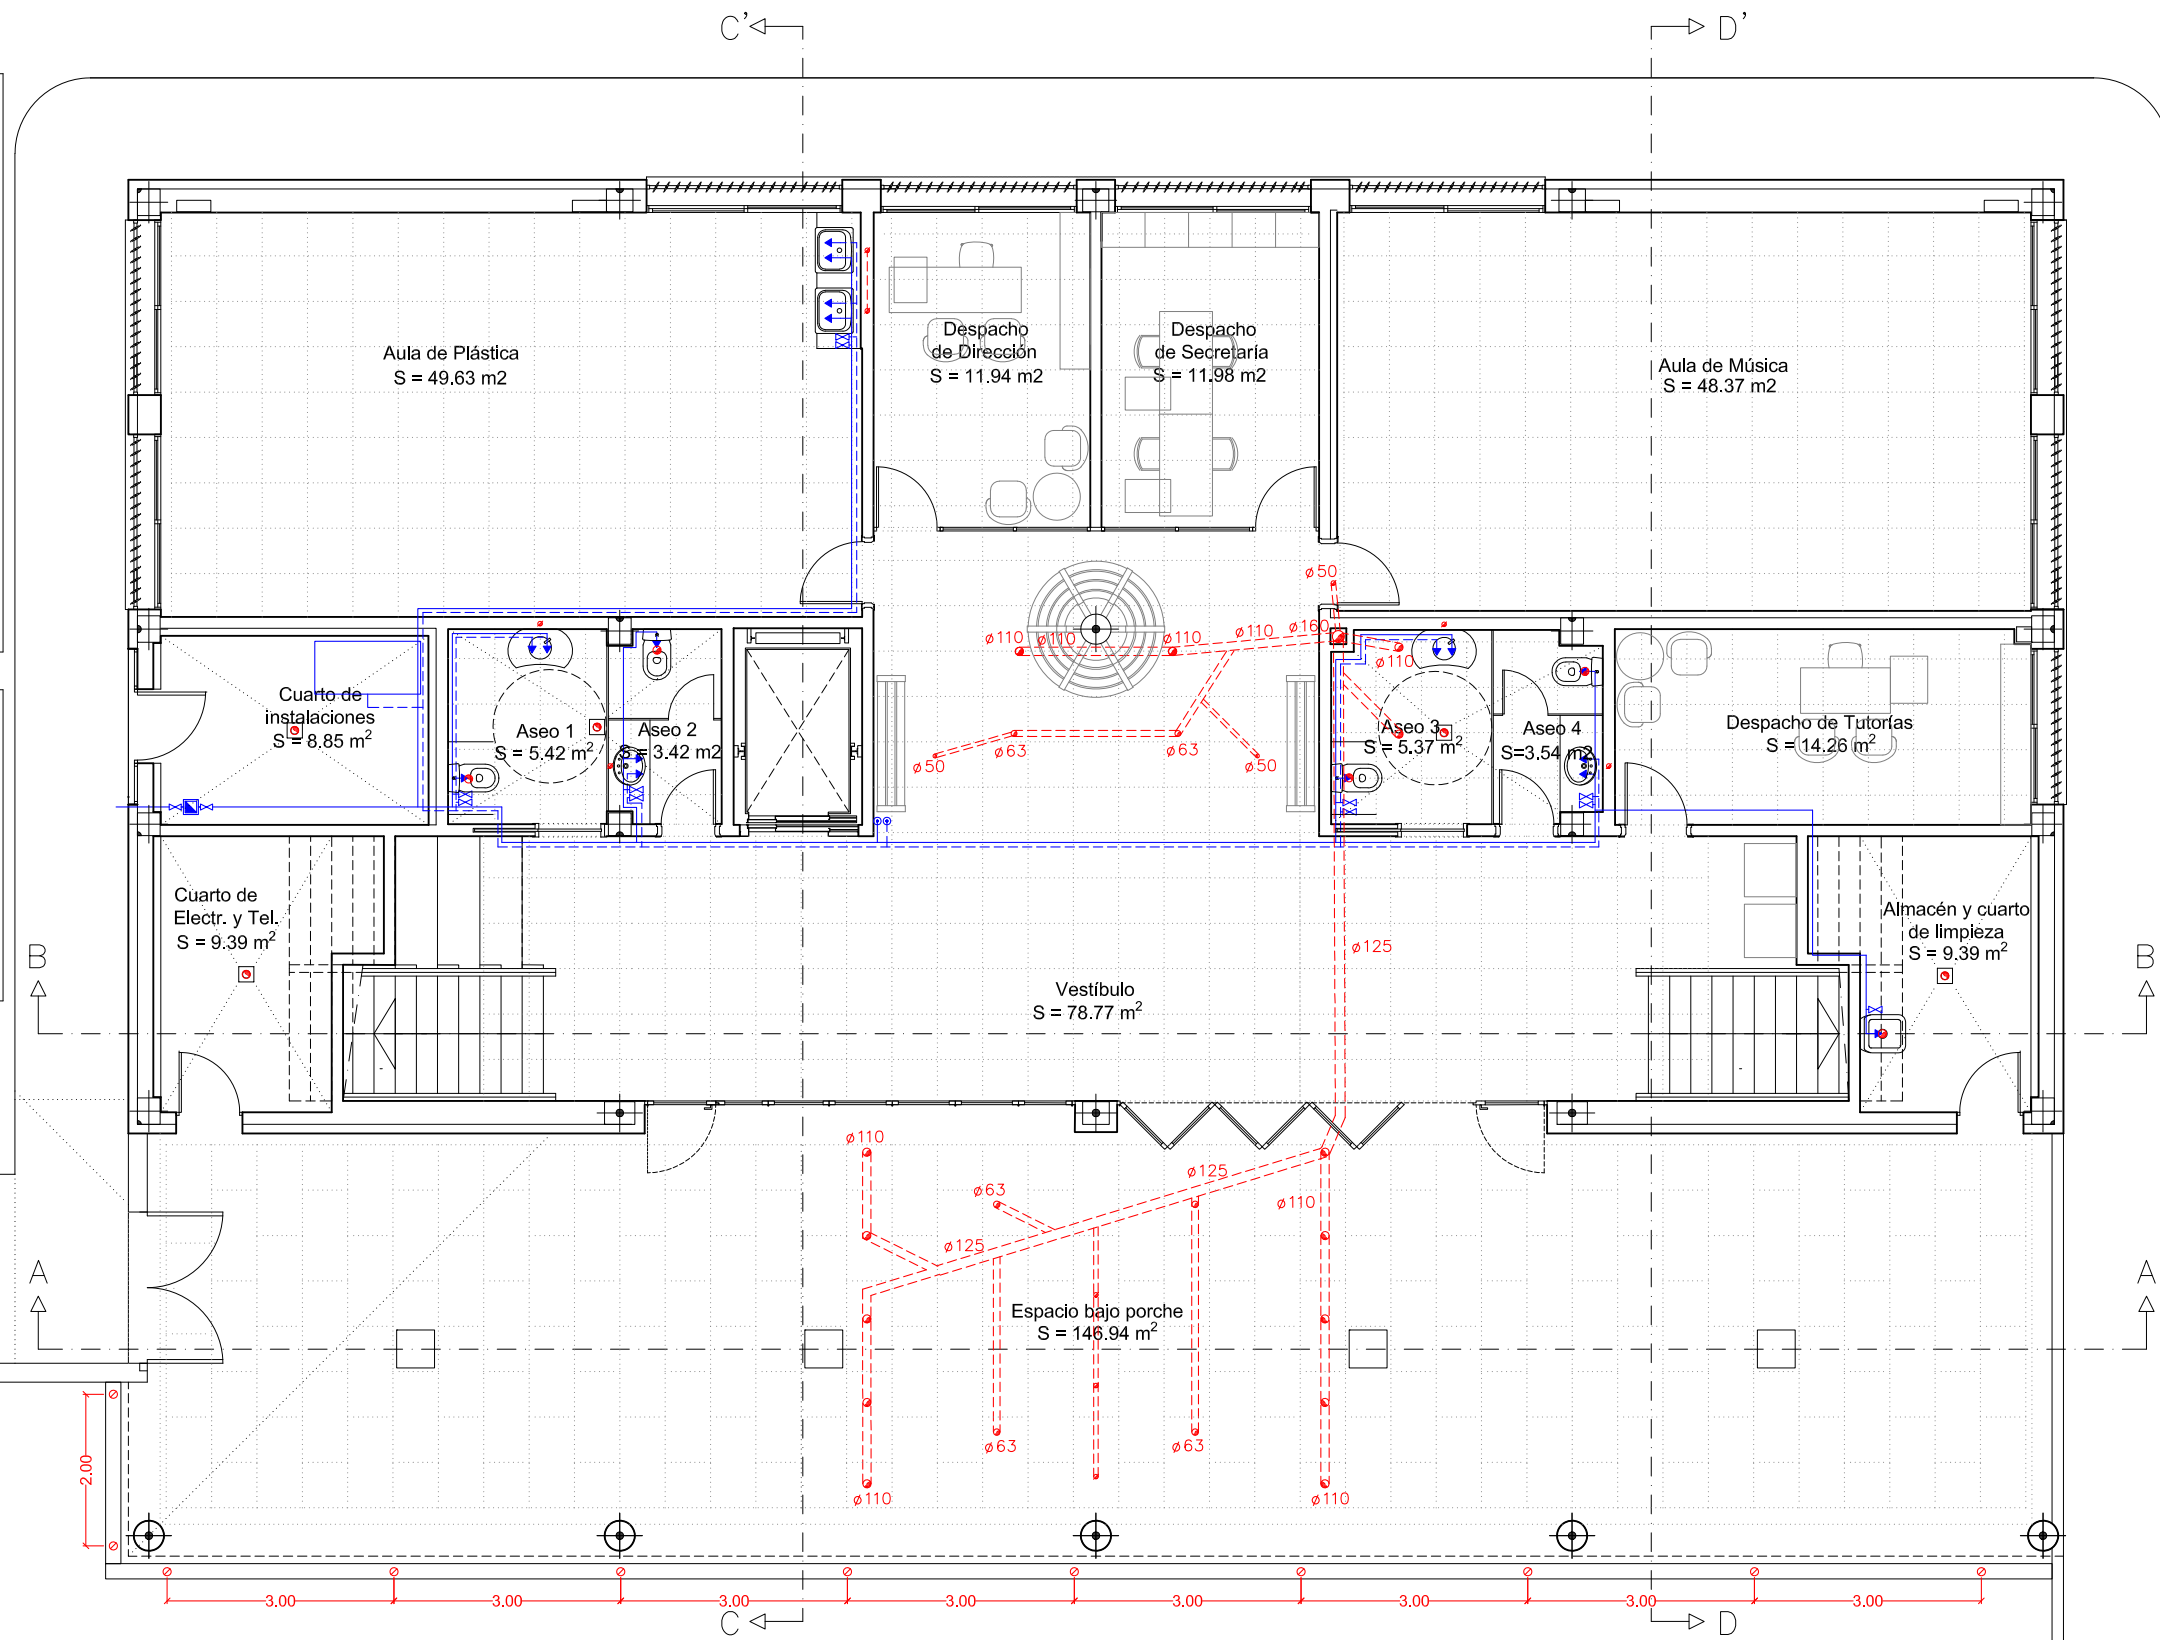 C'
D'
Despacho
de Dirección
S = 11.94 m2
Despacho
de Secretaría
S = 11.98 m2
Aula de Plástica
S = 49.63 m2
Aula de Música
S = 48.37 m2
ø50
ø110
ø110
ø110
ø110
ø160
ø110
Cuarto de
instalaciones
S = 8.85 m²
Aseo 1
S = 5.42 m²
Aseo 2
S = 3.42 m2
Aseo 3
S = 5.37 m²
Aseo 4
S=3.54 m²
Despacho de Tutorías
S = 14.26 m²
ø50
ø63
ø63
ø50
Cuarto de
Electr. y Tel.
S = 9.39 m²
Almacén y cuarto
de limpieza
S = 9.39 m²
ø125
B
B
Vestíbulo
S = 78.77 m²
ø110
ø125
ø63
ø110
ø125
A
A
Espacio bajo porche
S = 146.94 m²
ø63
ø63
2.00
ø110
ø110
3.00
3.00
3.00
3.00
3.00
3.00
3.00
3.00
C
D